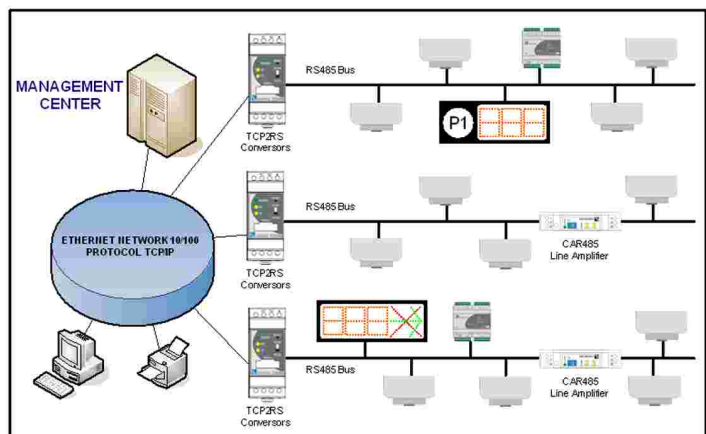 MANAGEMENT
CENTER
TCP2RS
Conversors
RS485 Bus
P1
ETHERNET NETWORK 10/100
PROTOCOL TCPIP
TCP2RS
Conversors
RS485 Bus
CAR485
Line Amplifier
TCP2RS
Conversors
RS485 Bus
CAR485
Line Amplifier